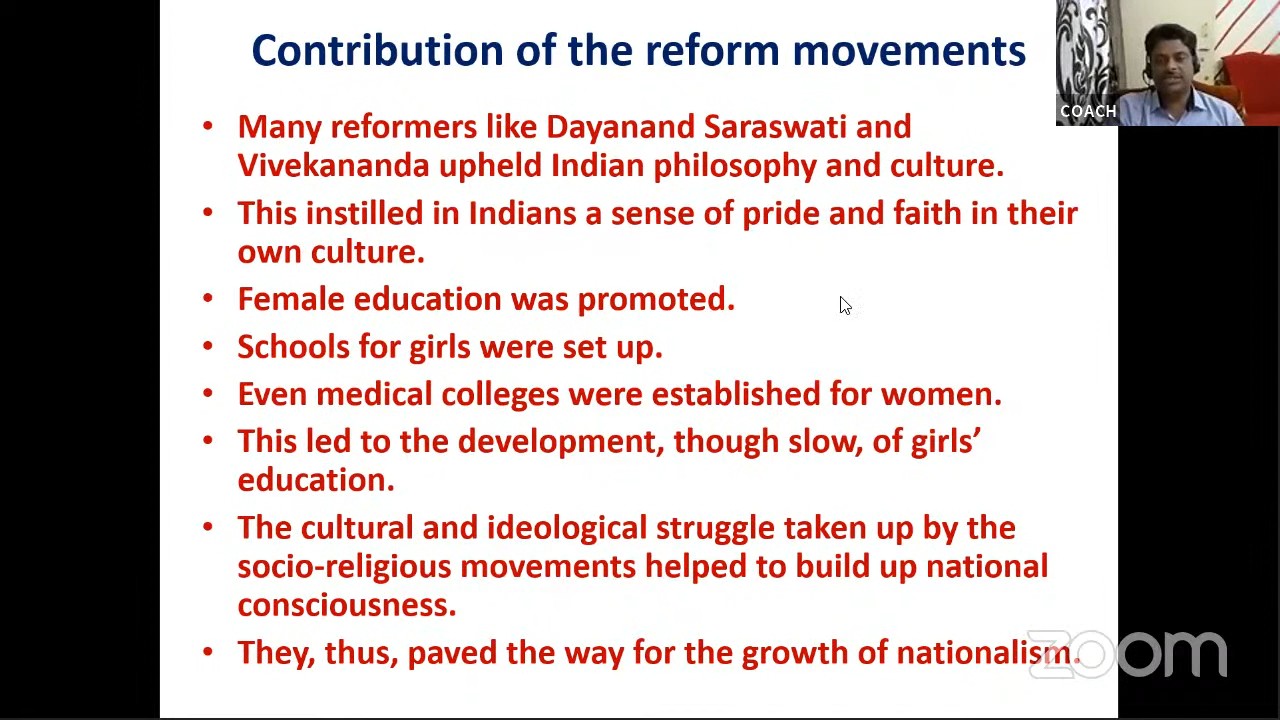 Contribution of the reform movements
COACH
• Many reformers like Dayanand Saraswati and
Vivekananda upheld Indian philosophy and culture.
• This instilled in Indians a sense of pride and faith in their
own culture.
• Female education was promoted.
• Schools for girls were set up.
• Even medical colleges were established for women.
• This led to the development, though slow, of girls’
education.
• The cultural and ideological struggle taken up by the
socio-religious movements helped to build up national
consciousness.
• They, thus, paved the way for the growth of nationalism.
zoom